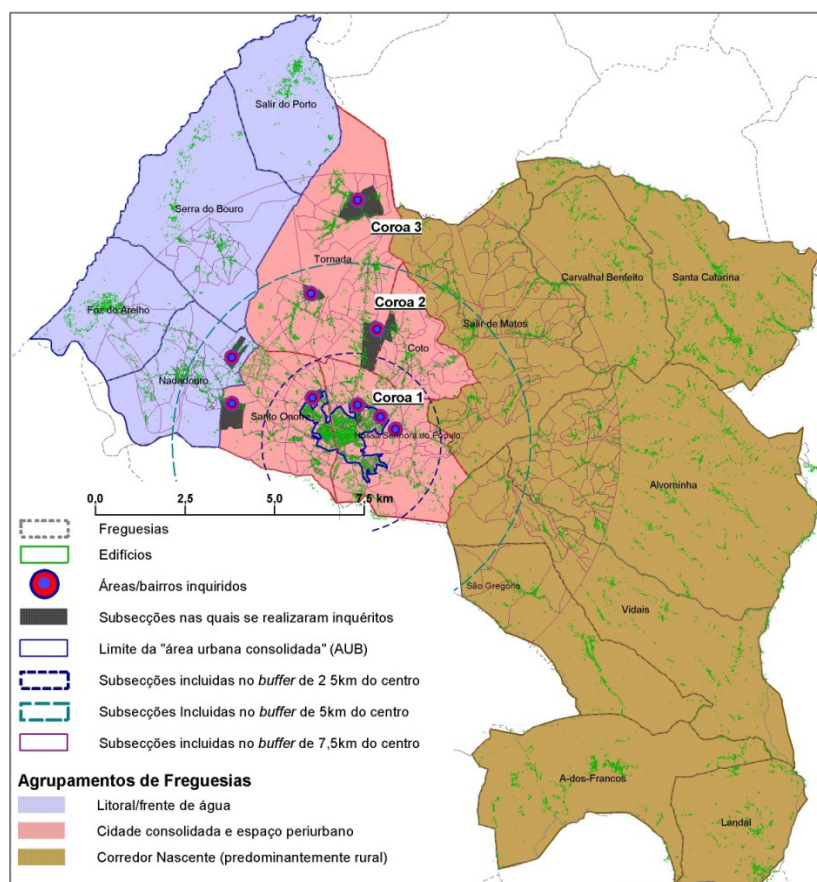 Salir do Porto
Serra do Bouro
Coroa 3
Tornada
Carvalhal Benfeito
Santa Catarina
Foz do Arelho
Coroa 2
Salir de Matos
Coto
Nadadouro
Coroa 1
Santo Onofre
Nossa Senhora do Pópulo
Alvorninha
0,0 2,5 5,0 7,5 km
São Gregório
Vidais
A-dos-Francos
Landal
Freguesias
Edifícios
Áreas/bairros inquiridos
Subsecções nas quais se realizaram inquéritos
Limite da "área urbana consolidada" (AUB)
Subsecções incluidas no buffer de 2 5km do centro
Subsecções Incluidas no buffer de 5km do centro
Subsecções incluidas no buffer de 7,5km do centro
Agrupamentos de Freguesias
Litoral/frente de água
Cidade consolidada e espaço periurbano
Corredor Nascente (predominantemente rural)